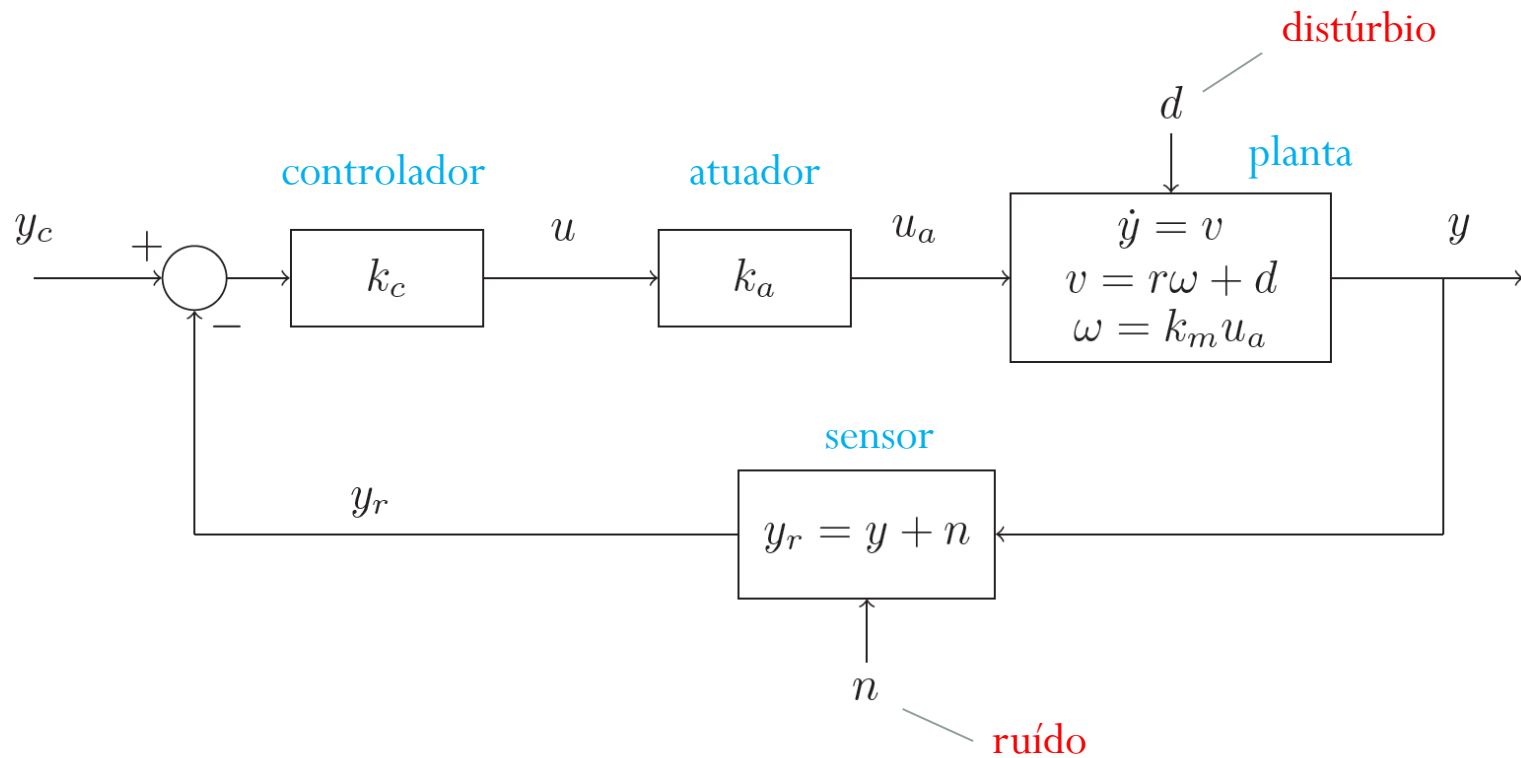 distúrbio
d
controlador
atuador
planta
y_c
+
−
k_c
u
k_a
u_a
ẏ = v
v = rω + d
ω = k_m u_a
y
sensor
y_r
y_r = y + n
n
ruído